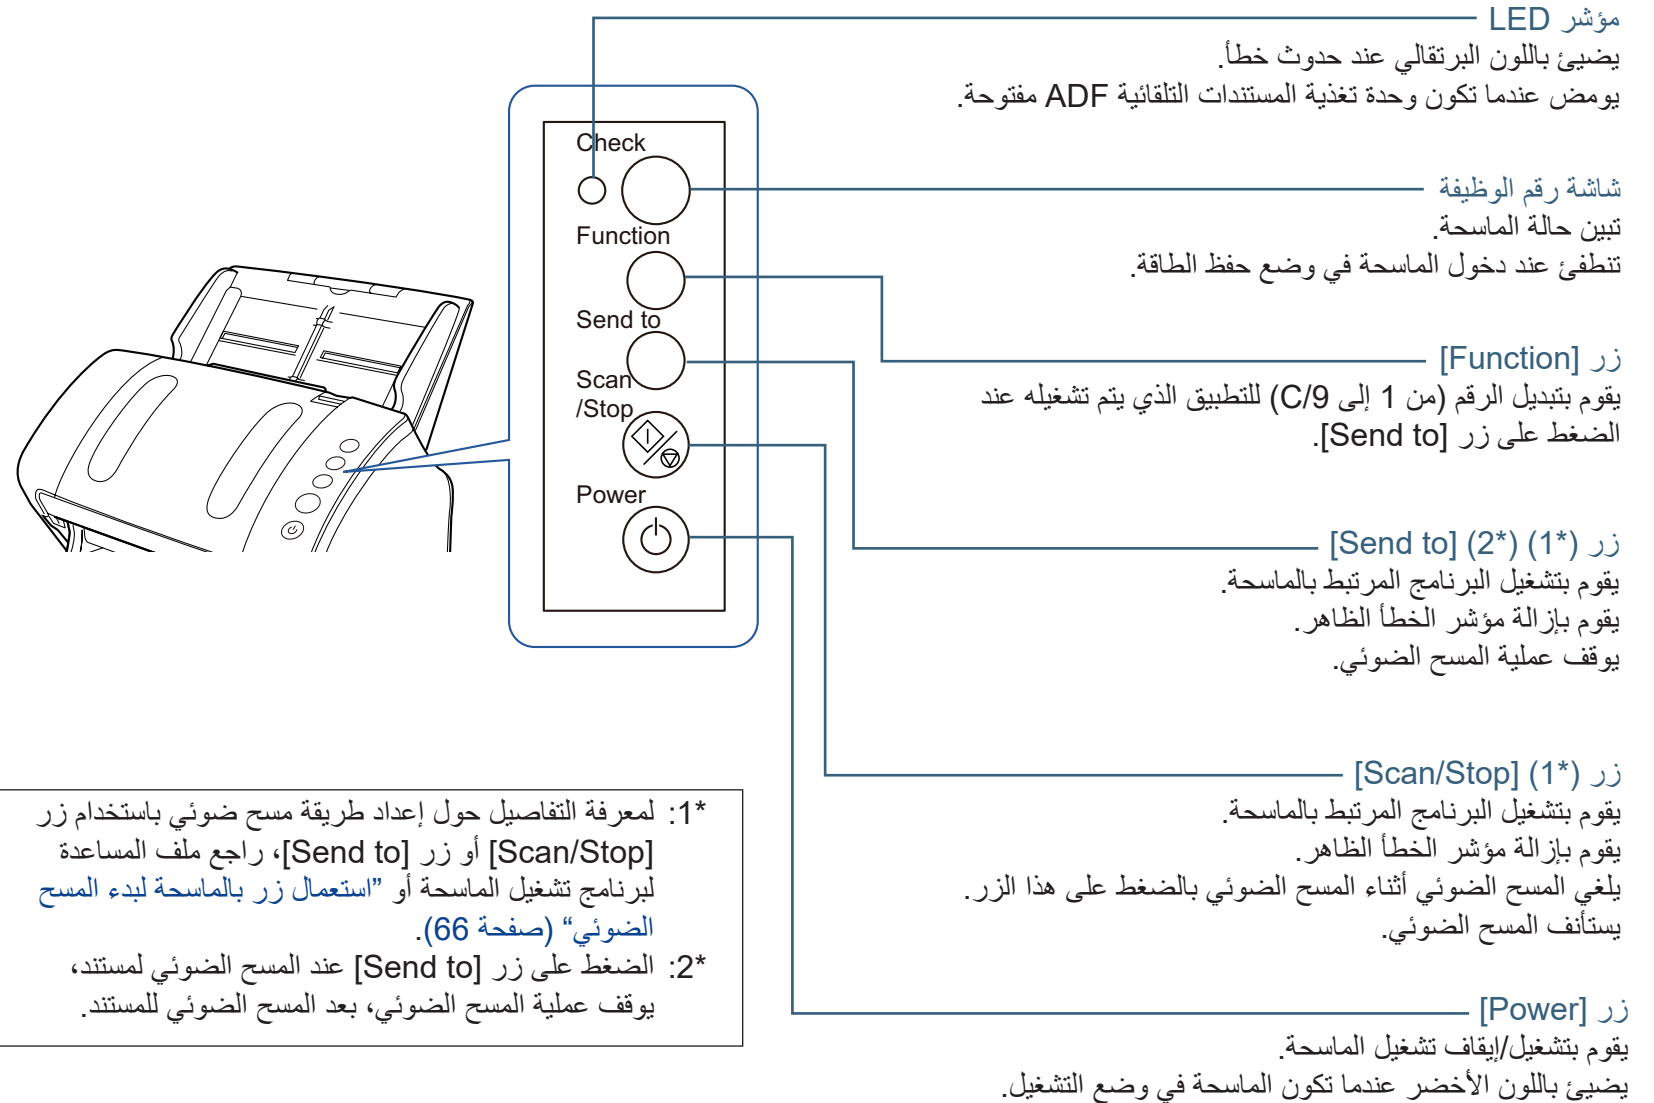 مؤشر LED
يضيئ باللون البرتقالي عند حدوث خطأ.
يومض عندما تكون وحدة تغذية المستندات التلقائية ADF مفتوحة.
Check
شاشة رقم الوظيفة
تبين حالة الماسحة.
تنطفئ عند دخول الماسحة في وضع حفظ الطاقة.
Function
Send to
زر [Function]
يقوم بتبديل الرقم (من 1 إلى 9/C) للتطبيق الذي يتم تشغيله عند
الضغط على زر [Send to].
Scan
/Stop
Power
زر [Send to] (*2) (*1)
يقوم بتشغيل البرنامج المرتبط بالماسحة.
يقوم بإزالة مؤشر الخطأ الظاهر.
يوقف عملية المسح الضوئي.
زر [Scan/Stop] (*1)
يقوم بتشغيل البرنامج المرتبط بالماسحة.
يقوم بإزالة مؤشر الخطأ الظاهر.
يلغي المسح الضوئي أثناء المسح الضوئي بالضغط على هذا الزر.
يستأنف المسح الضوئي.
زر [Power]
يقوم بتشغيل/إيقاف تشغيل الماسحة.
يضيئ باللون الأخضر عندما تكون الماسحة في وضع التشغيل.
*1: لمعرفة التفاصيل حول إعداد طريقة مسح ضوئي باستخدام زر
[Scan/Stop] أو زر [Send to]، راجع ملف المساعدة
لبرنامج تشغيل الماسحة أو ”استعمال زر بالماسحة لبدء المسح
الضوئي“ (صفحة 66).
*2: الضغط على زر [Send to] عند المسح الضوئي لمستند،
يوقف عملية المسح الضوئي، بعد المسح الضوئي للمستند.